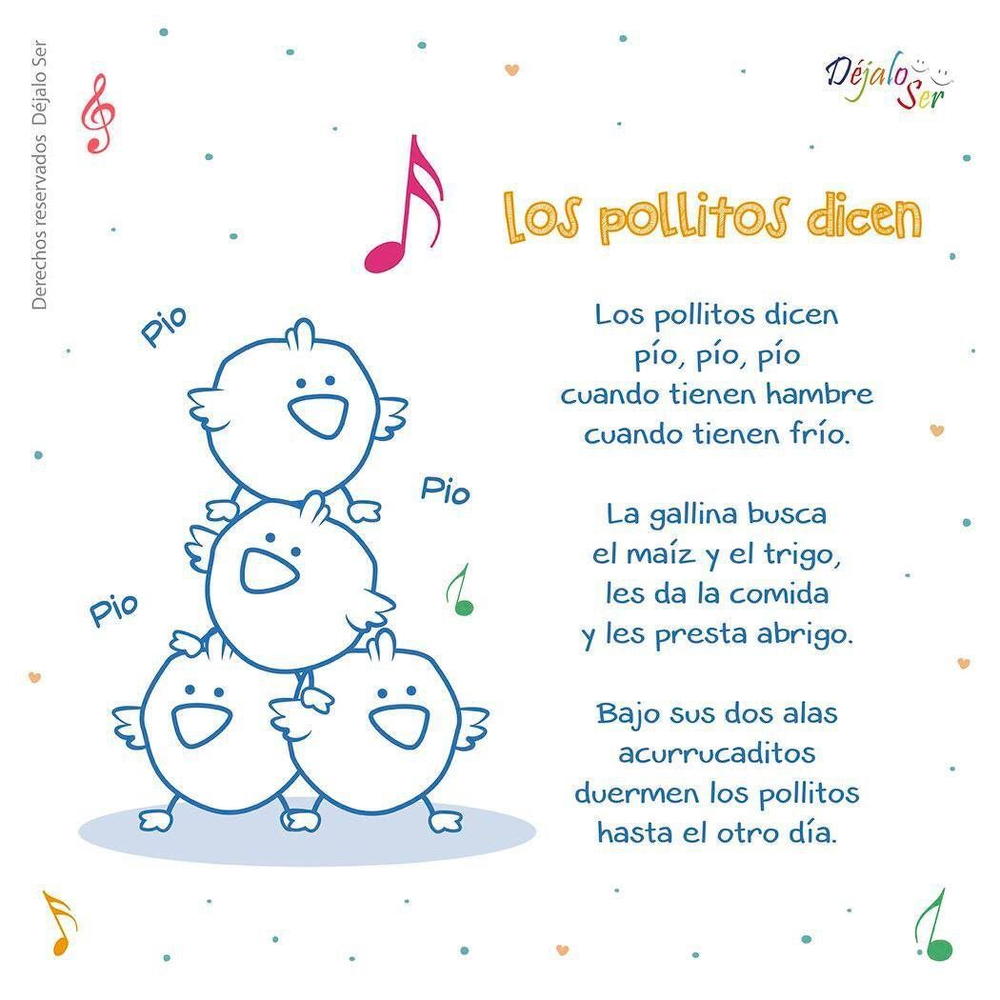 Derechos reservados Déjalo Ser
Déjalo
Ser
Los pollitos dicen
Pio
Pio
Pio
Los pollitos dicen
pío, pío, pío
cuando tienen hambre
cuando tienen frío.
La gallina busca
el maíz y el trigo,
les da la comida
y les presta abrigo.
Bajo sus dos alas
acurrucaditos
duermen los pollitos
hasta el otro día.